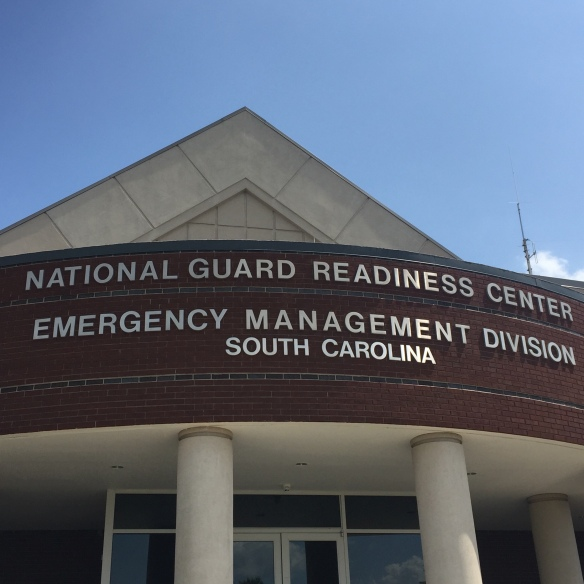 NATIONAL GUARD READINESS CENTER
EMERGENCY MANAGEMENT DIVISION
SOUTH CAROLINA